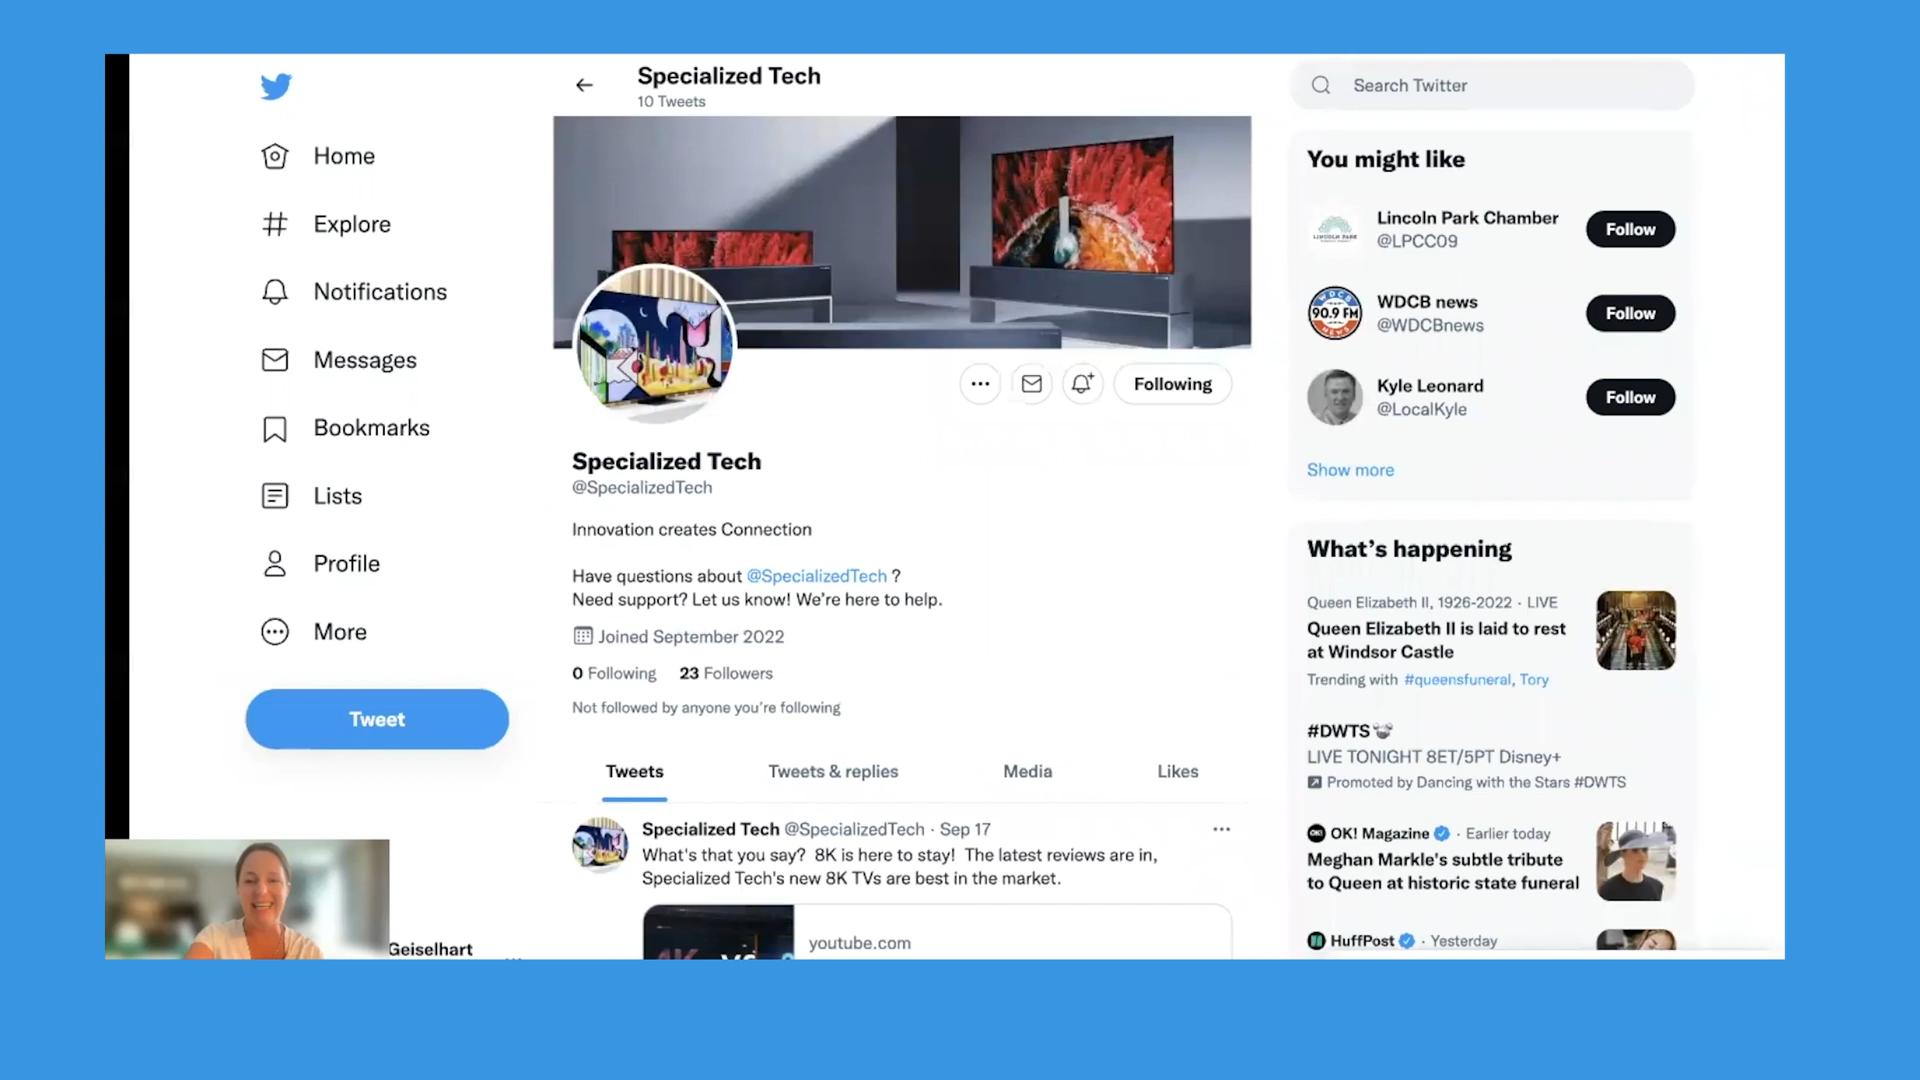 Home
Explore
Notifications
Messages
Bookmarks
Lists
Profile
More
Tweet
Geiselhart
Specialized Tech
10 Tweets
Following
Specialized Tech
@SpecializedTech
Innovation creates Connection
Have questions about @SpecializedTech ?
Need support? Let us know! We're here to help.
Joined September 2022
0 Following 23 Followers
Not followed by anyone you're following
Tweets Tweets & replies Media Likes
Specialized Tech @SpecializedTech · Sep 17
What's that you say? 8K is here to stay! The latest reviews are in,
Specialized Tech's new 8K TVs are best in the market.
youtube.com
Search Twitter
You might like
LINCOLN PARK
Lincoln Park Chamber
@LPCC09
Follow
WDCB
90.9 FM
NEWS
WDCB news
@WDCBnews
Follow
Kyle Leonard
@LocalKyle
Follow
Show more
What's happening
Queen Elizabeth II, 1926-2022 · LIVE
Queen Elizabeth II is laid to rest
at Windsor Castle
Trending with #queensfuneral, Tory
#DWTS
LIVE TONIGHT 8ET/5PT Disney+
Promoted by Dancing with the Stars #DWTS
OK! Magazine · Earlier today
Meghan Markle's subtle tribute
to Queen at historic state funeral
HuffPost · Yesterday